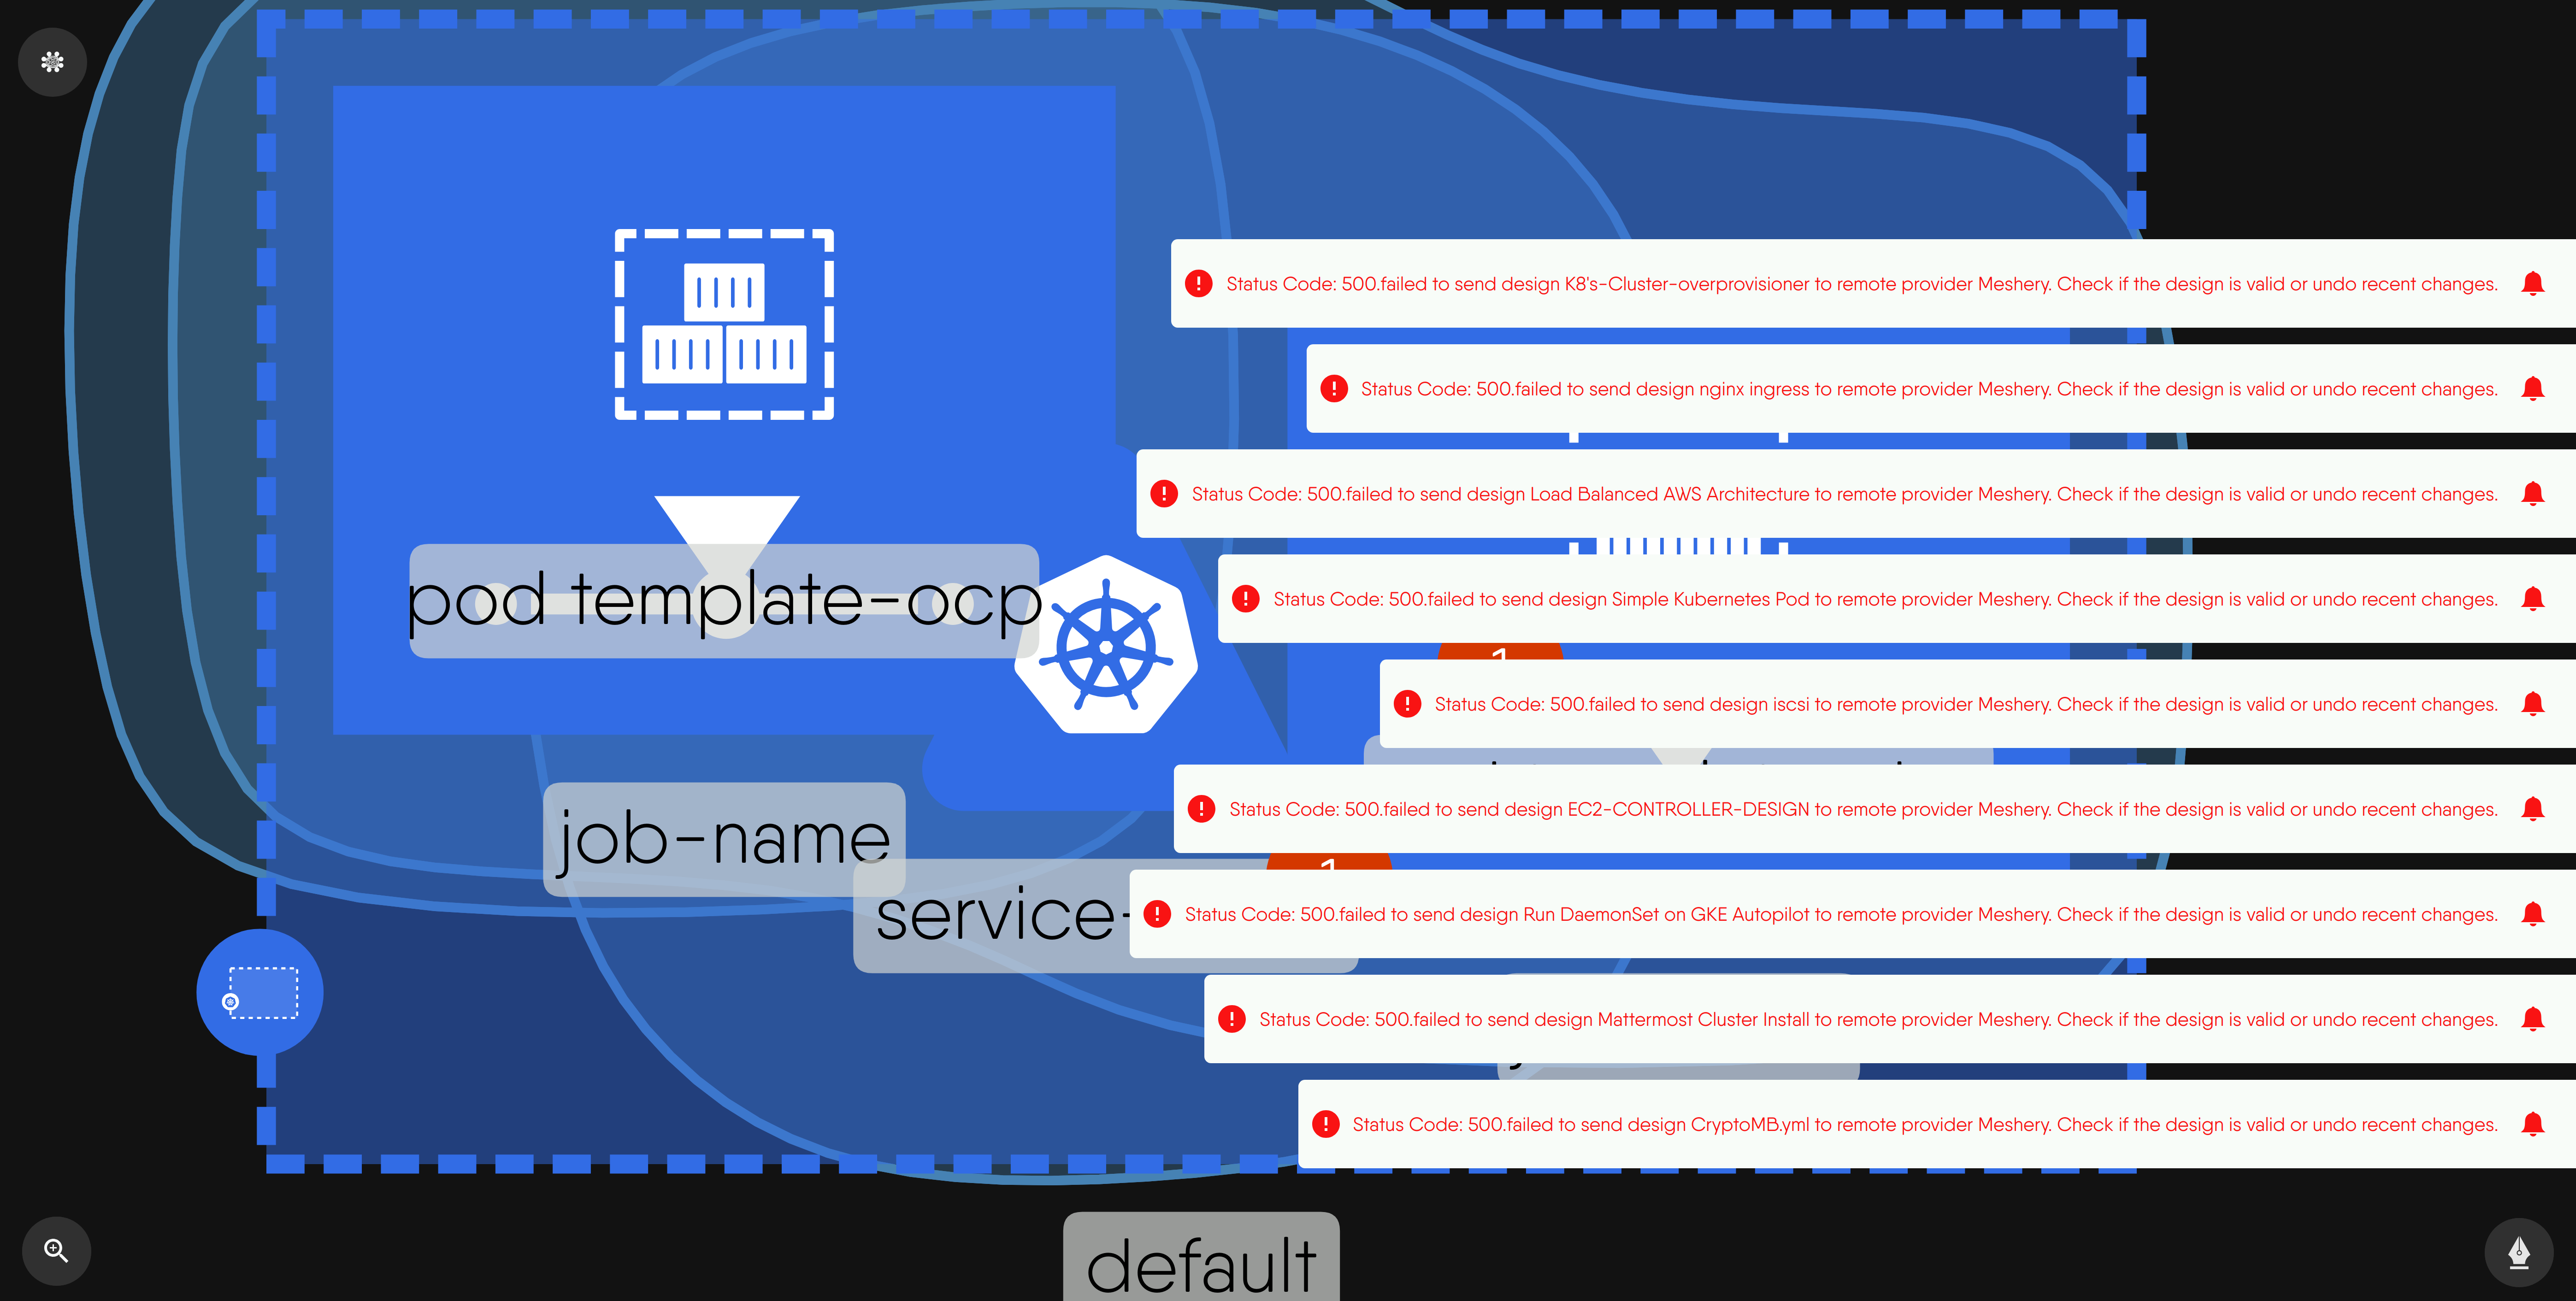 Status Code: 500.failed to send design K8's-Cluster-overprovisioner to remote provider Meshery. Check if the design is valid or undo recent changes.
Status Code: 500.failed to send design nginx ingress to remote provider Meshery. Check if the design is valid or undo recent changes.
Status Code: 500.failed to send design Load Balanced AWS Architecture to remote provider Meshery. Check if the design is valid or undo recent changes.
pod template-ocp
Status Code: 500.failed to send design Simple Kubernetes Pod to remote provider Meshery. Check if the design is valid or undo recent changes.
1
Status Code: 500.failed to send design iscsi to remote provider Meshery. Check if the design is valid or undo recent changes.
Status Code: 500.failed to send design EC2-CONTROLLER-DESIGN to remote provider Meshery. Check if the design is valid or undo recent changes.
job-name
1
service-
Status Code: 500.failed to send design Run DaemonSet on GKE Autopilot to remote provider Meshery. Check if the design is valid or undo recent changes.
Status Code: 500.failed to send design Mattermost Cluster Install to remote provider Meshery. Check if the design is valid or undo recent changes.
Status Code: 500.failed to send design CryptoMB.yml to remote provider Meshery. Check if the design is valid or undo recent changes.
default